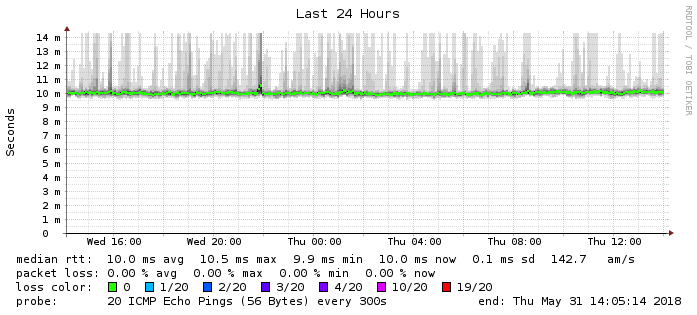 Last 24 Hours
RRDTOOL / TOBI OETIKER
Seconds
14 m
13 m
12 m
11 m
10 m
9 m
8 m
7 m
6 m
5 m
4 m
3 m
2 m
1 m
0
Wed 16:00 Wed 20:00 Thu 00:00 Thu 04:00 Thu 08:00 Thu 12:00
median rtt: 10.0 ms avg 10.5 ms max 9.9 ms min 10.0 ms now 0.1 ms sd 142.7 am/s
packet loss: 0.00 % avg 0.00 % max 0.00 % min 0.00 % now
loss color: 0 1/20 2/20 3/20 4/20 10/20 19/20
probe: 20 ICMP Echo Pings (56 Bytes) every 300s end: Thu May 31 14:05:14 2018